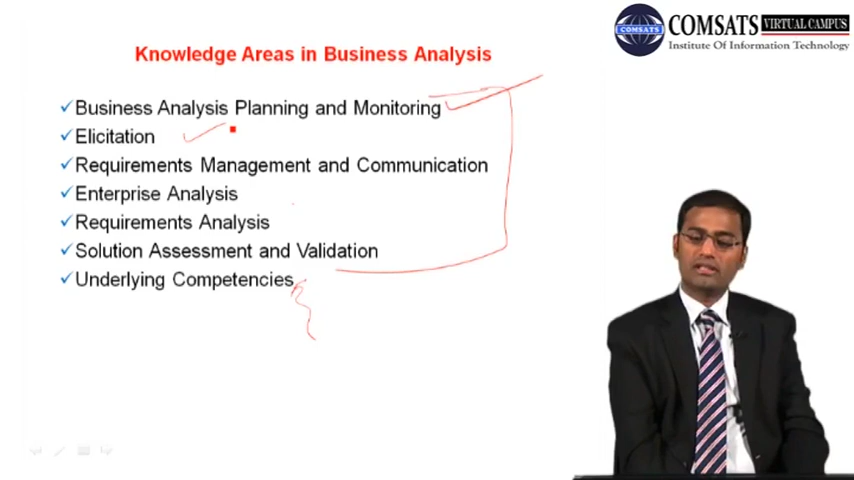 COMSATS VIRTUAL CAMPUS
COMSATS
Institute Of Information Technology
Knowledge Areas in Business Analysis
Business Analysis Planning and Monitoring
Elicitation
Requirements Management and Communication
Enterprise Analysis
Requirements Analysis
Solution Assessment and Validation
Underlying Competencies